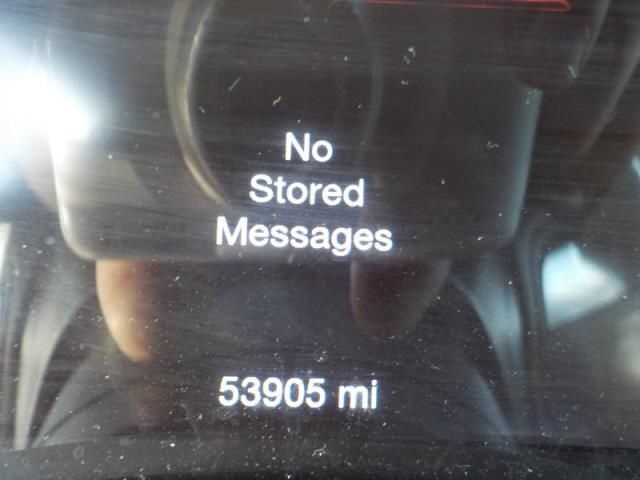 No
Stored
Messages
53905 mi